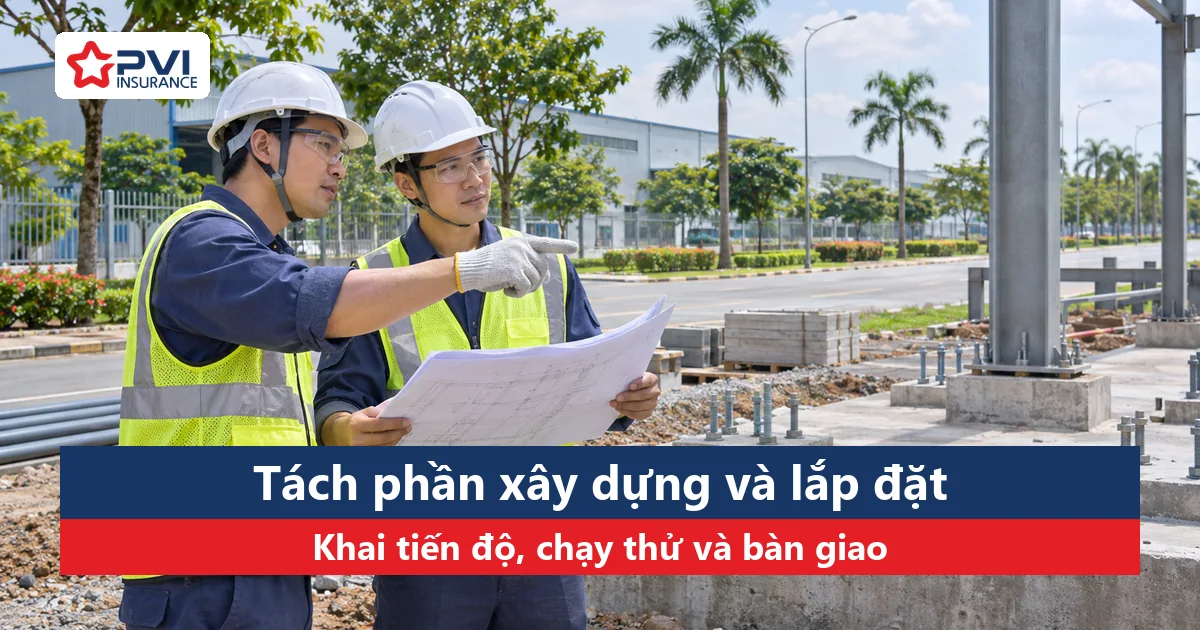 PVI
INSURANCE
Tách phần xây dựng và lắp đặt
Khai tiến độ, chạy thử và bàn giao